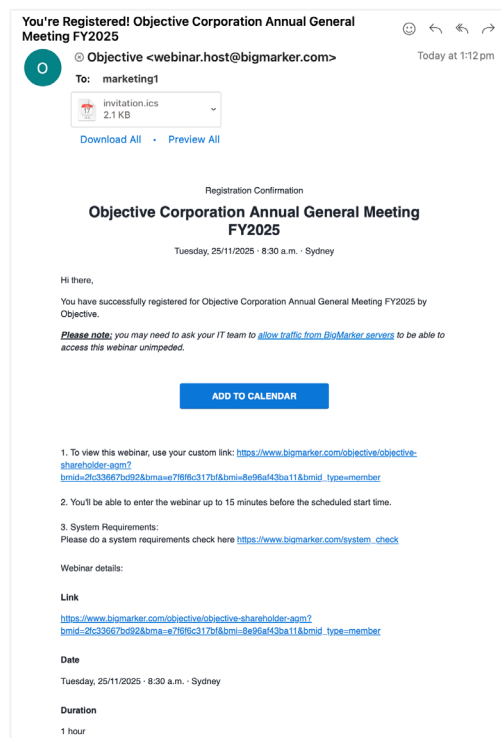 You're Registered! Objective Corporation Annual General
Meeting FY2025
O
Objective <webinar.host@bigmarker.com>
Today at 1:12 pm
To: marketing1
17
invitation.ics
2.1 KB
Download All • Preview All
Registration Confirmation
Objective Corporation Annual General Meeting
FY2025
Tuesday, 25/11/2025 · 8:30 a.m. · Sydney
Hi there,
You have successfully registered for Objective Corporation Annual General Meeting FY2025 by
Objective.
Please note: you may need to ask your IT team to allow traffic from BigMarker servers to be able to
access this webinar unimpeded.
ADD TO CALENDAR
1. To view this webinar, use your custom link: https://www.bigmarker.com/objective/objective-
shareholder-agm?
bmid=2fc33667bd92&bma=e7f6f6c317bf&bmi=8e96af43ba11&bmid_type=member
2. You'll be able to enter the webinar up to 15 minutes before the scheduled start time.
3. System Requirements:
Please do a system requirements check here https://www.bigmarker.com/system_check
Webinar details:
Link
https://www.bigmarker.com/objective/objective-shareholder-agm?
bmid=2fc33667bd92&bma=e7f6f6c317bf&bmi=8e96af43ba11&bmid_type=member
Date
Tuesday, 25/11/2025 · 8:30 a.m. · Sydney
Duration
1 hour